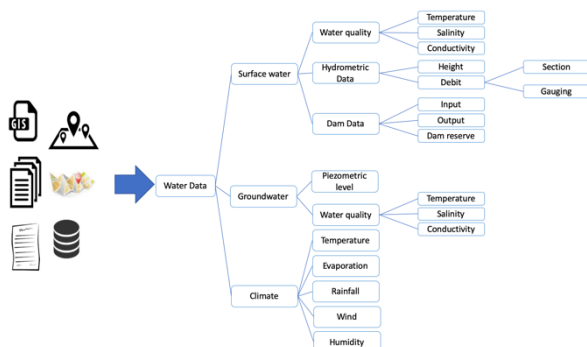 GIS
Water Data
Surface water
Water quality
Temperature
Salinity
Conductivity
Hydrometric Data
Height
Debit
Section
Gauging
Dam Data
Input
Output
Dam reserve
Groundwater
Piezometric
level
Water quality
Temperature
Salinity
Conductivity
Climate
Temperature
Evaporation
Rainfall
Wind
Humidity